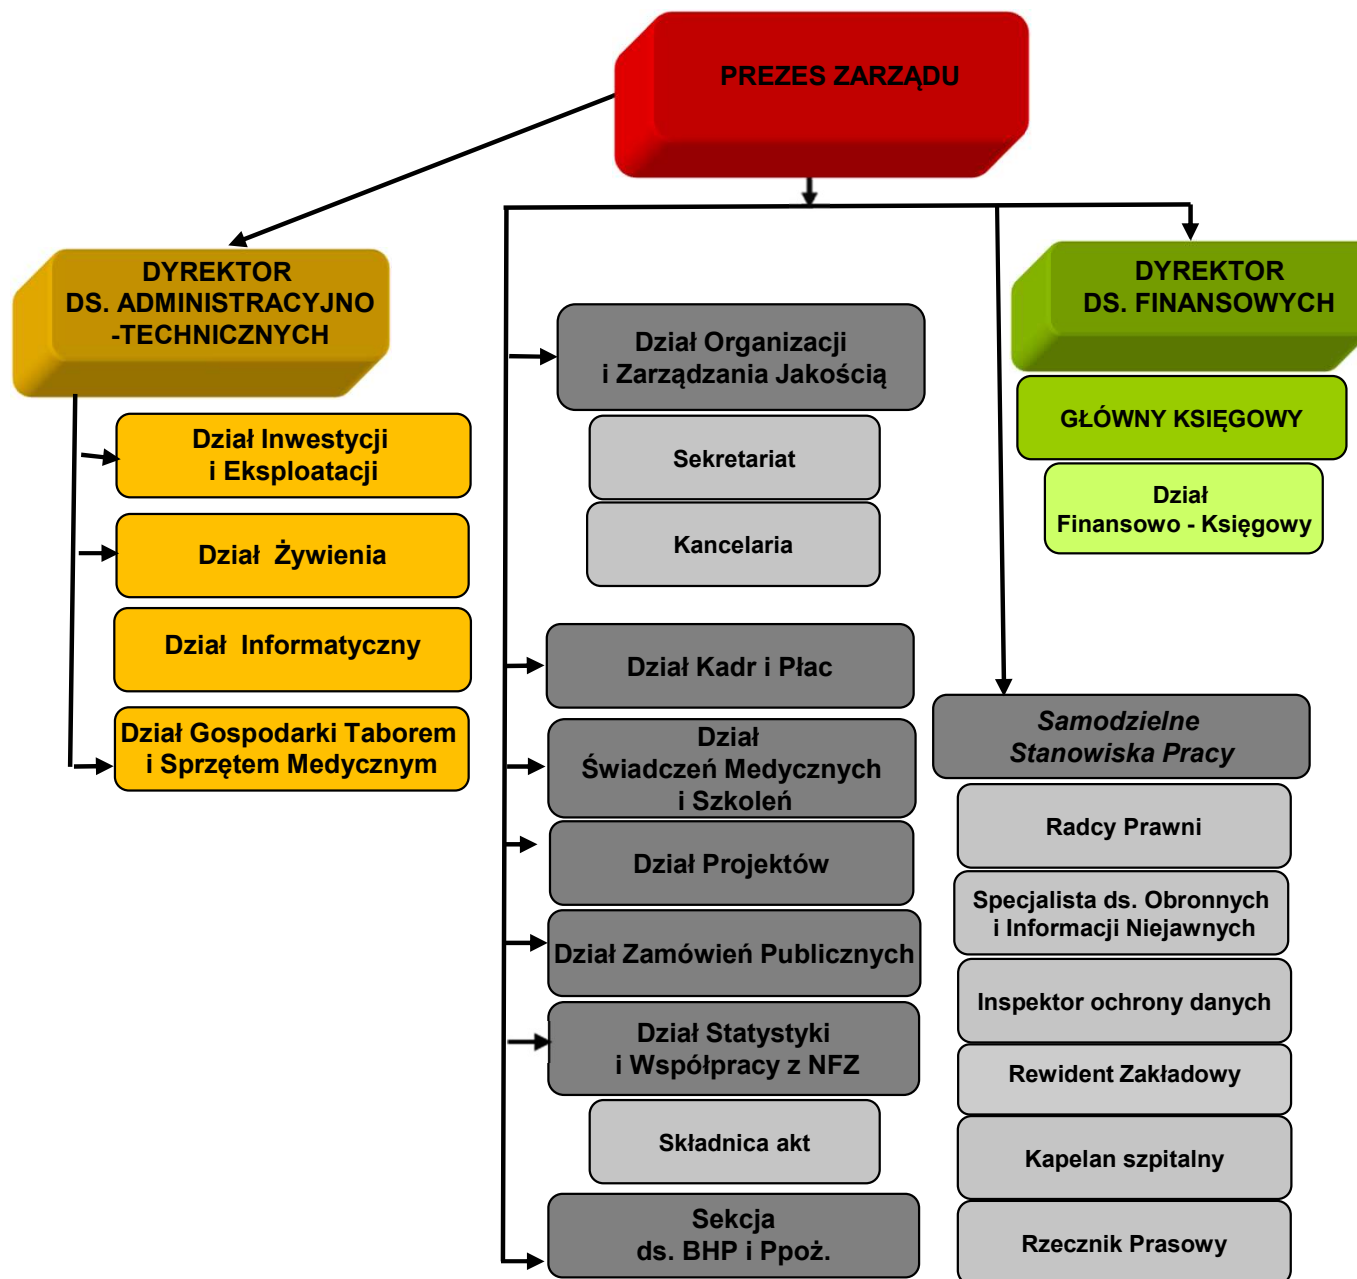 PREZES ZARZĄDU
DYREKTOR
DS. ADMINISTRACYJNO
-TECHNICZNYCH
Dział Inwestycji
i Eksploatacji
Dział Żywienia
Dział Informatyczny
Dział Gospodarki Taborem
i Sprzętem Medycznym
Dział Organizacji
i Zarządzania Jakością
Sekretariat
Kancelaria
Dział Kadr i Płac
Dział
Świadczeń Medycznych
i Szkoleń
Dział Projektów
Dział Zamówień Publicznych
Dział Statystyki
i Współpracy z NFZ
Składnica akt
Sekcja
ds. BHP i Ppoż.
DYREKTOR
DS. FINANSOWYCH
GŁÓWNY KSIĘGOWY
Dział
Finansowo - Księgowy
Samodzielne
Stanowiska Pracy
Radcy Prawni
Specjalista ds. Obronnych
i Informacji Niejawnych
Inspektor ochrony danych
Rewident Zakładowy
Kapelan szpitalny
Rzecznik Prasowy